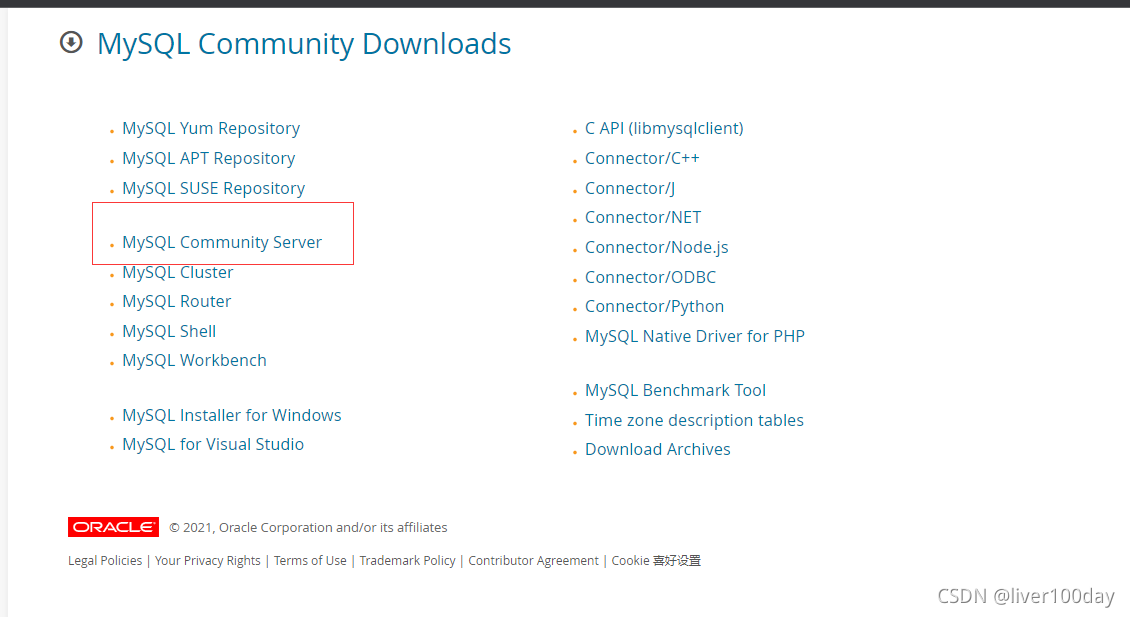 MySQL Community Downloads
MySQL Yum Repository
MySQL APT Repository
MySQL SUSE Repository
MySQL Community Server
MySQL Cluster
MySQL Router
MySQL Shell
MySQL Workbench
MySQL Installer for Windows
MySQL for Visual Studio
C API (libmysqlclient)
Connector/C++
Connector/J
Connector/NET
Connector/Node.js
Connector/ODBC
Connector/Python
MySQL Native Driver for PHP
MySQL Benchmark Tool
Time zone description tables
Download Archives
ORACLE © 2021, Oracle Corporation and/or its affiliates
Legal Policies | Your Privacy Rights | Terms of Use | Trademark Policy | Contributor Agreement | Cookie 喜好设置
CSDN @liver100day